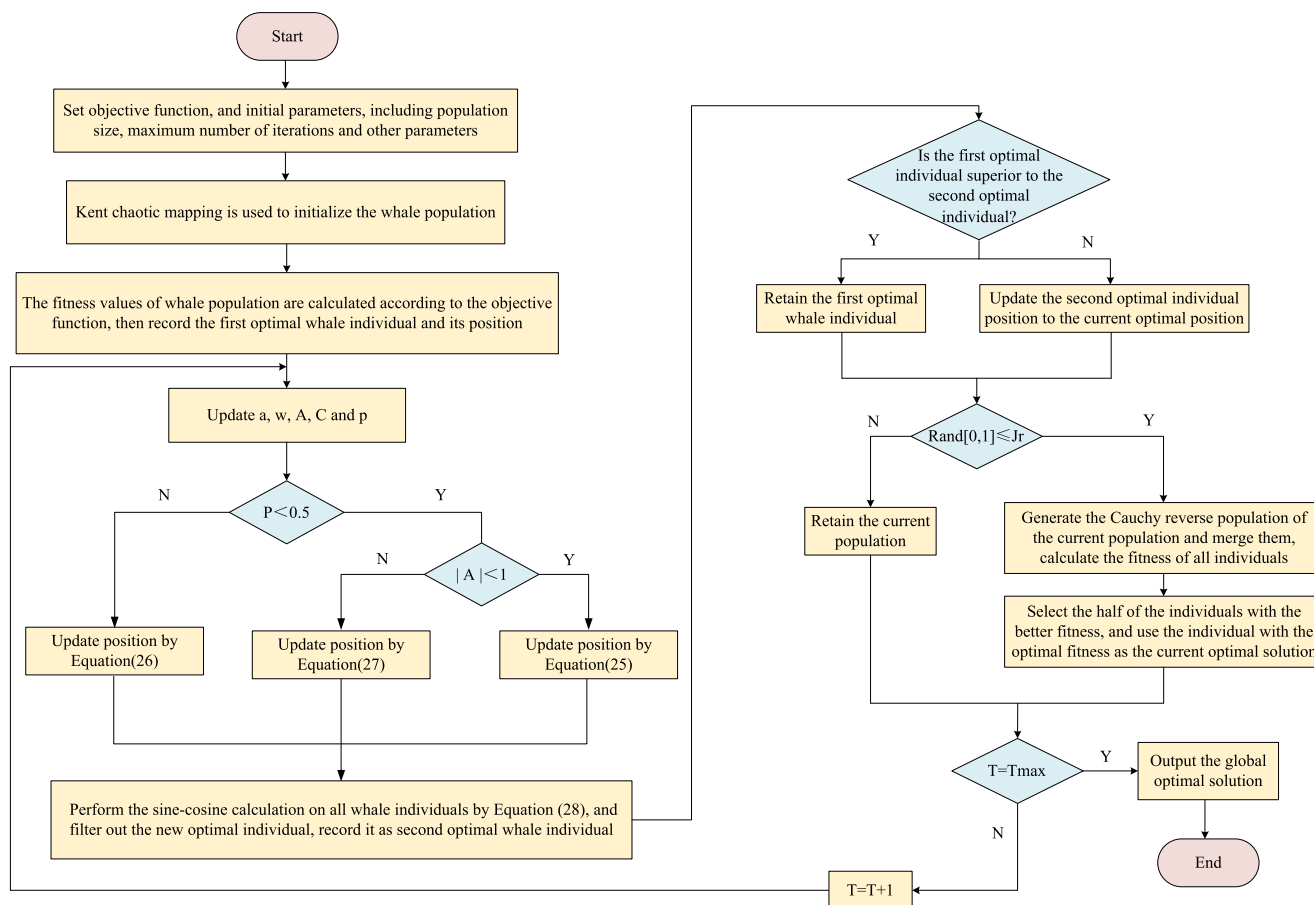 Start
Set objective function, and initial parameters, including population
size, maximum number of iterations and other parameters
Kent chaotic mapping is used to initialize the whale population
The fitness values of whale population are calculated according to the objective
function, then record the first optimal whale individual and its position
Update a, w, A, C and p
P<0.5
N
Y
| A |<1
N
Y
Update position by
Equation(26)
Update position by
Equation(27)
Update position by
Equation(25)
Perform the sine-cosine calculation on all whale individuals by Equation (28), and
filter out the new optimal individual, record it as second optimal whale individual
Is the first optimal
individual superior to the
second optimal
individual?
Y
N
Retain the first optimal
whale individual
Update the second optimal individual
position to the current optimal position
Rand[0,1]≤Jr
N
Y
Retain the current
population
Generate the Cauchy reverse population of
the current population and merge them,
calculate the fitness of all individuals
Select the half of the individuals with the
better fitness, and use the individual with the
optimal fitness as the current optimal solution
T=Tmax
Y
N
Output the global
optimal solution
End
T=T+1